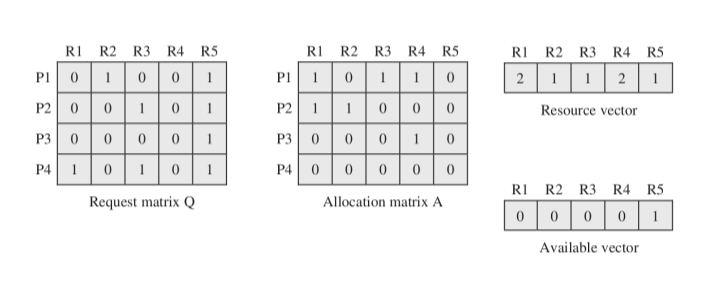 R1 R2 R3 R4 R5
P1 0 1 0 0 1
P2 0 0 1 0 1
P3 0 0 0 0 1
P4 1 0 1 0 1
Request matrix Q
R1 R2 R3 R4 R5
P1 1 0 1 1 0
P2 1 1 0 0 0
P3 0 0 0 1 0
P4 0 0 0 0 0
Allocation matrix A
R1 R2 R3 R4 R5
2 1 1 2 1
Resource vector
R1 R2 R3 R4 R5
0 0 0 0 1
Available vector